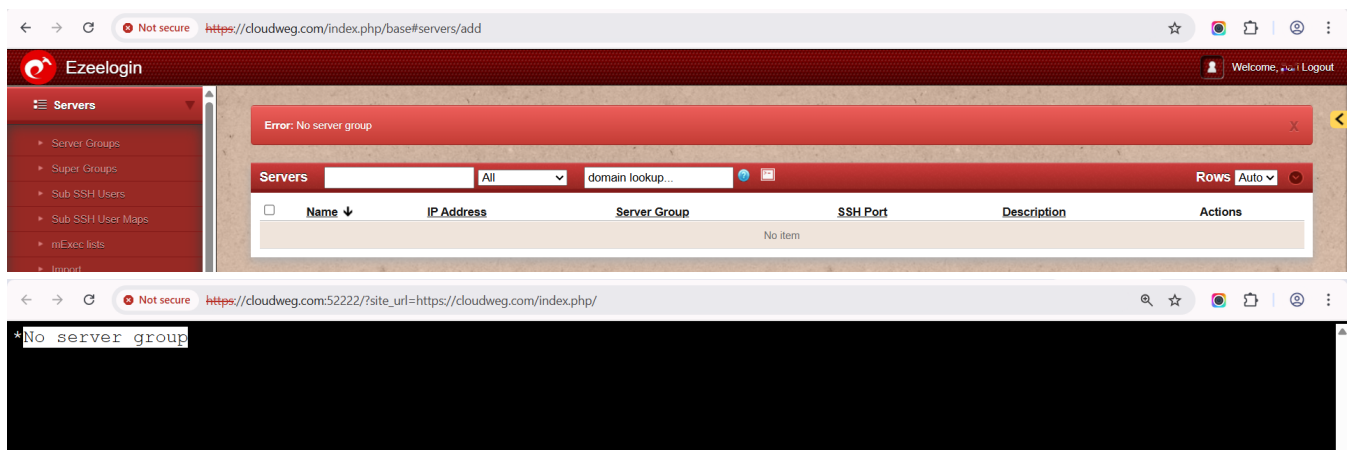 Not secure https://cloudweg.com/index.php/base#servers/add
Ezeelogin
Welcome, Logout
Servers
Error: No server group
X
Server Groups
Super Groups
Sub SSH Users
Sub SSH User Maps
mExec lists
Import
Servers All domain lookup... Rows Auto
Name IP Address Server Group SSH Port Description Actions
No item
Not secure https://cloudweg.com:52222/?site_url=https://cloudweg.com/index.php/
*No server group